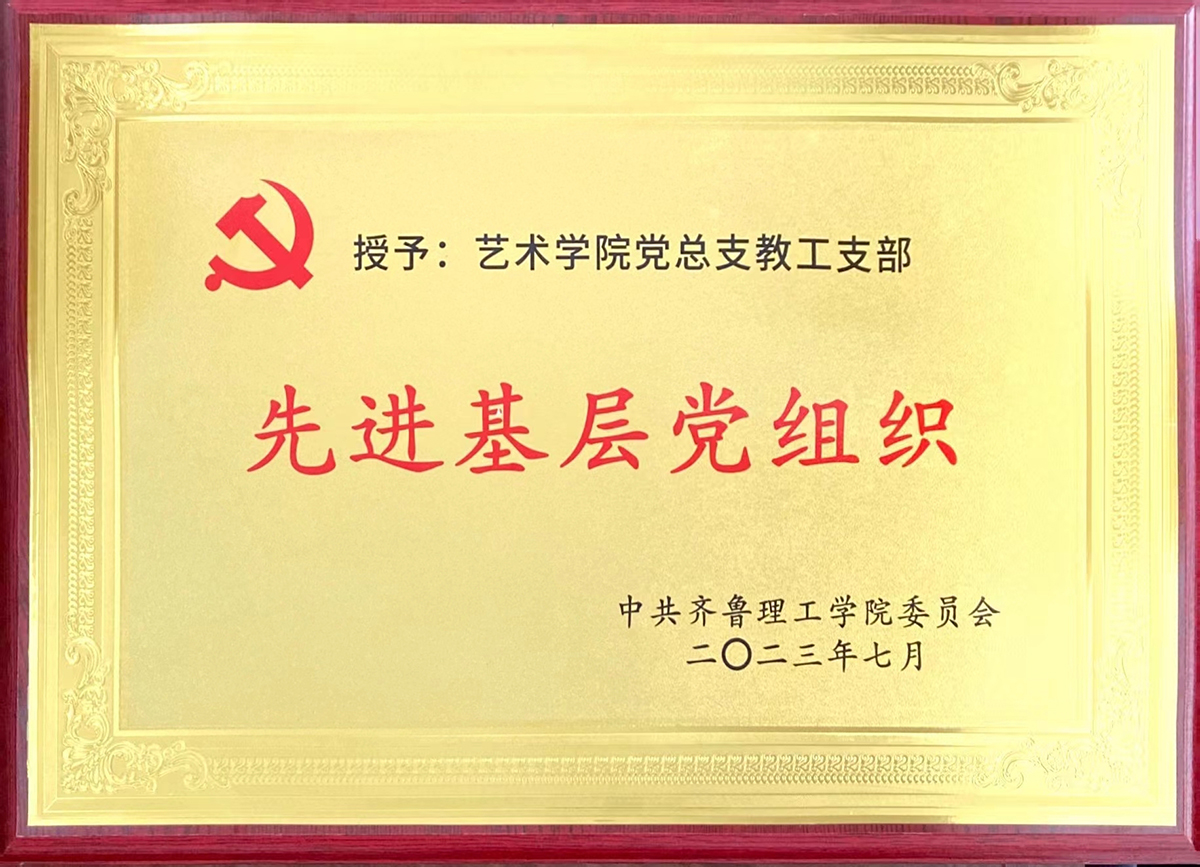 授予：艺术学院党总支教工支部
先进基层党组织
中共齐鲁理工学院委员会
二〇二三年七月